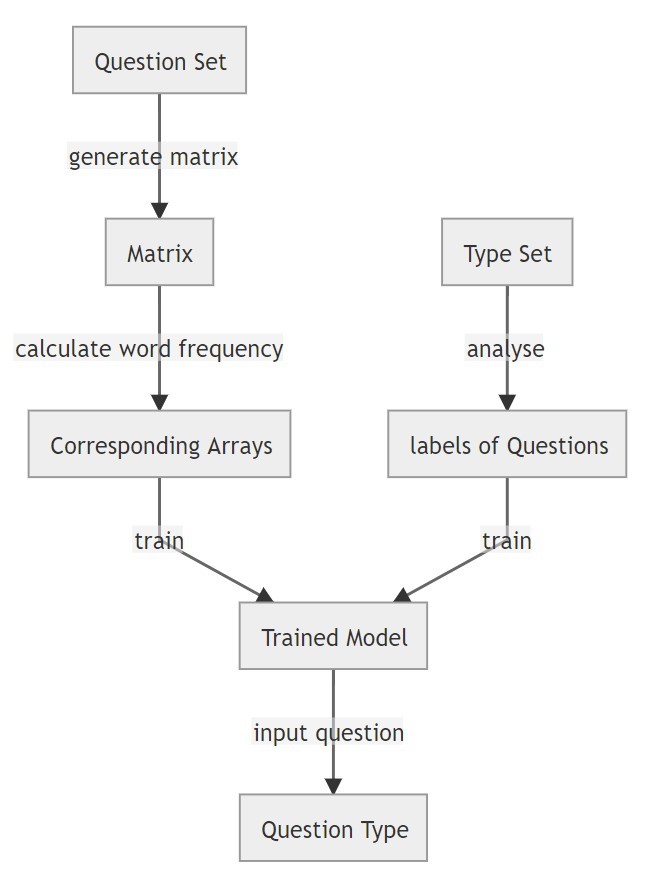 Question Set
generate matrix
Matrix
Type Set
calculate word frequency
analyse
Corresponding Arrays
labels of Questions
train
train
Trained Model
input question
Question Type